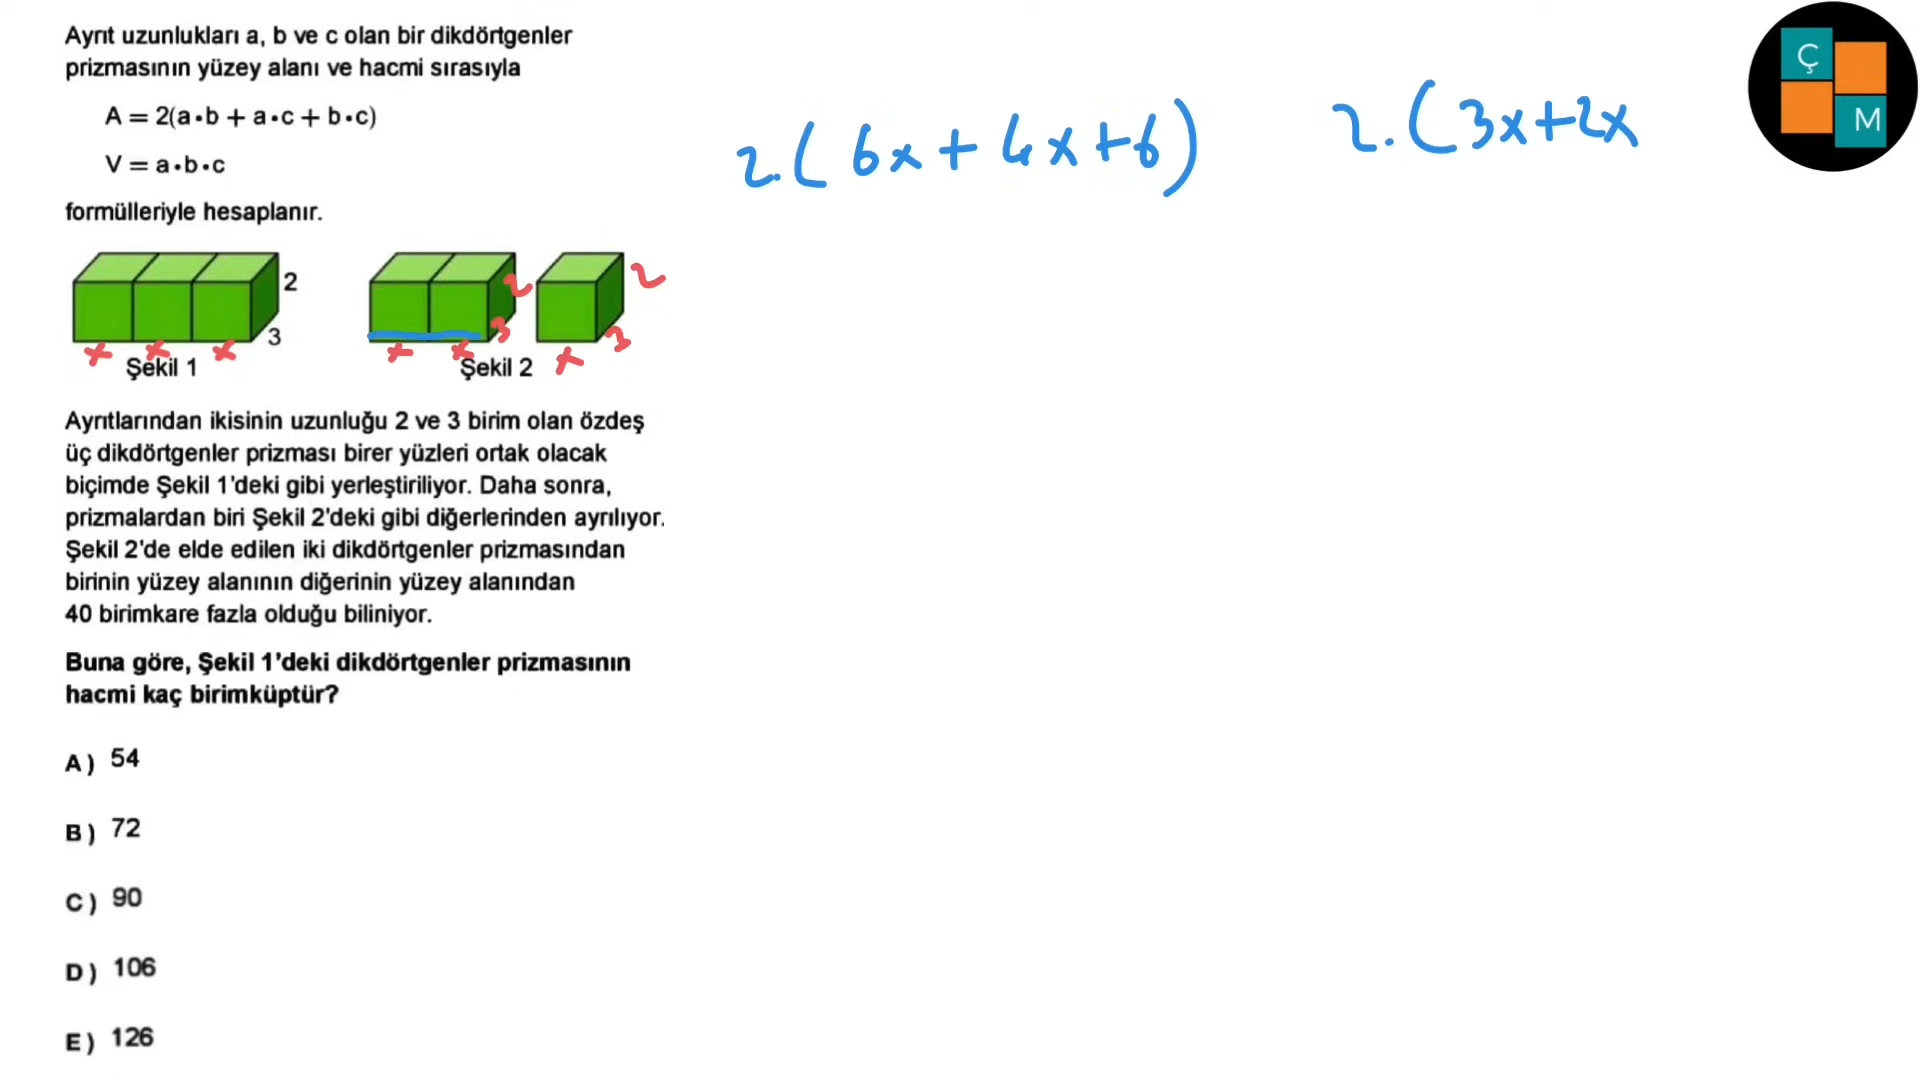 Ayrıt uzunlukları a, b ve c olan bir dikdörtgenler
prizmasının yüzey alanı ve hacmi sırasıyla
A = 2(a•b + a•c + b•c)
V = a•b•c
formülleriyle hesaplanır.
2
3
x x x
Şekil 1
2
3
x x
2
3
x
Şekil 2
Ayrıtlarından ikisinin uzunluğu 2 ve 3 birim olan özdeş
üç dikdörtgenler prizması birer yüzleri ortak olacak
biçimde Şekil 1'deki gibi yerleştiriliyor. Daha sonra,
prizmalardan biri Şekil 2'deki gibi diğerlerinden ayrılıyor.
Şekil 2'de elde edilen iki dikdörtgenler prizmasından
birinin yüzey alanının diğerinin yüzey alanından
40 birimkare fazla olduğu biliniyor.
Buna göre, Şekil 1'deki dikdörtgenler prizmasının
hacmi kaç birimküptür?
A) 54
B) 72
C) 90
D) 106
E) 126
2.(6x+4x+6)
2.(3x+2x
Ç
M